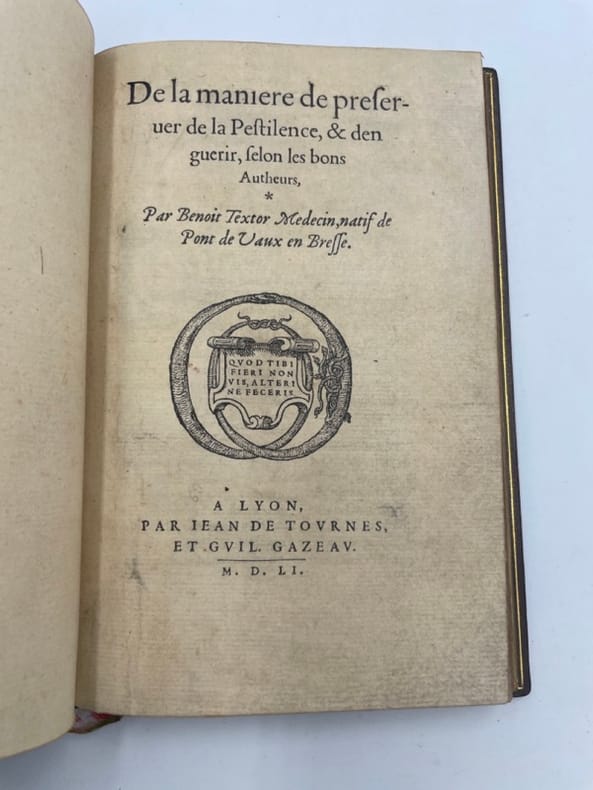 De la maniere de preſer-
uer de la Peſtilence, & den
guerir, ſelon les bons
Autheurs,
*
Par Benoit Textor Medecin, natif de
Pont de Vaux en Breſſe.
QVOD TIBI
FIERI NON
VIS, ALTERI
NE FECERIS.
A LYON,
PAR IEAN DE TOVRNES,
ET GVIL. GAZEAV.
M. D. LI.